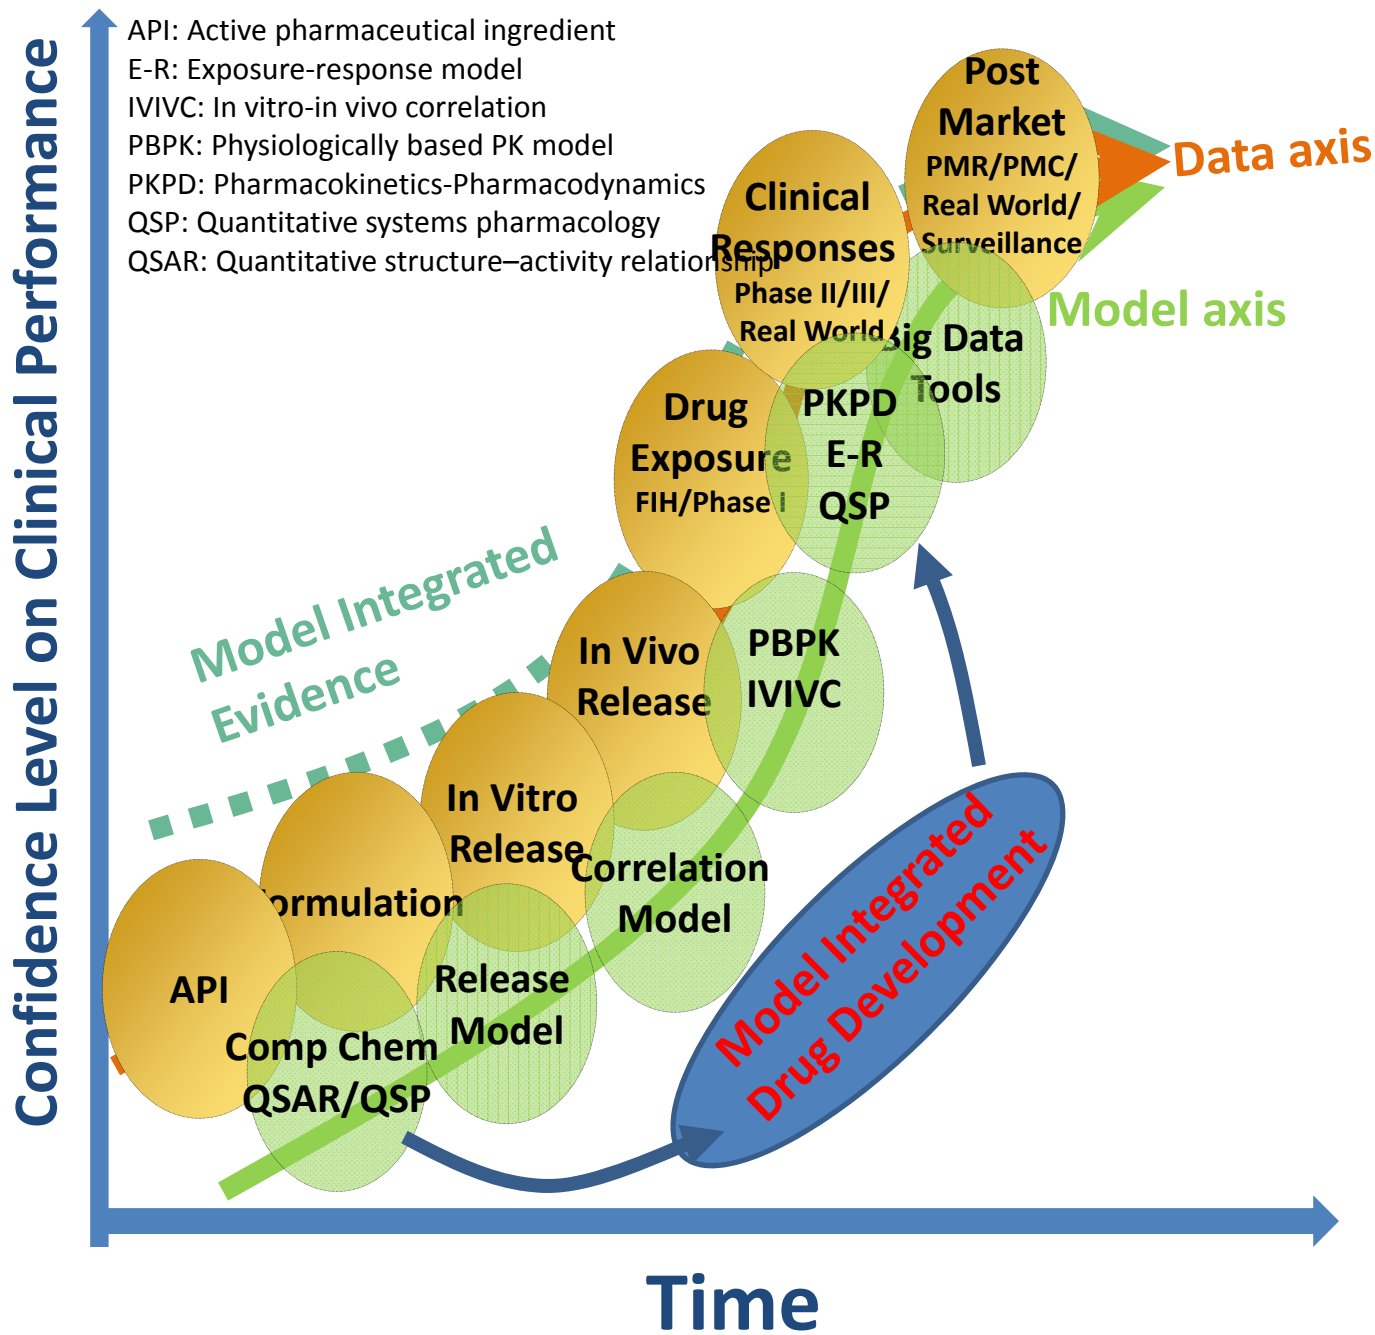 API: Active pharmaceutical ingredient
E-R: Exposure-response model
IVIVC: In vitro-in vivo correlation
PBPK: Physiologically based PK model
PKPD: Pharmacokinetics-Pharmacodynamics
QSP: Quantitative systems pharmacology
QSAR: Quantitative structure–activity relationship
Confidence Level on Clinical Performance
Post
Market
PMR/PMC/
Real World/
Surveillance
Data axis
Model axis
Clinical
Responses
Phase II/III/
Real World
Big Data
Tools
Drug
Exposure
FIH/Phase I
PKPD
E-R
QSP
Model Integrated
Evidence
In Vivo
Release
PBPK
IVIVC
In Vitro
Release
Correlation
Model
Formulation
Release
Model
API
Comp Chem
QSAR/QSP
Model Integrated
Drug Development
Time